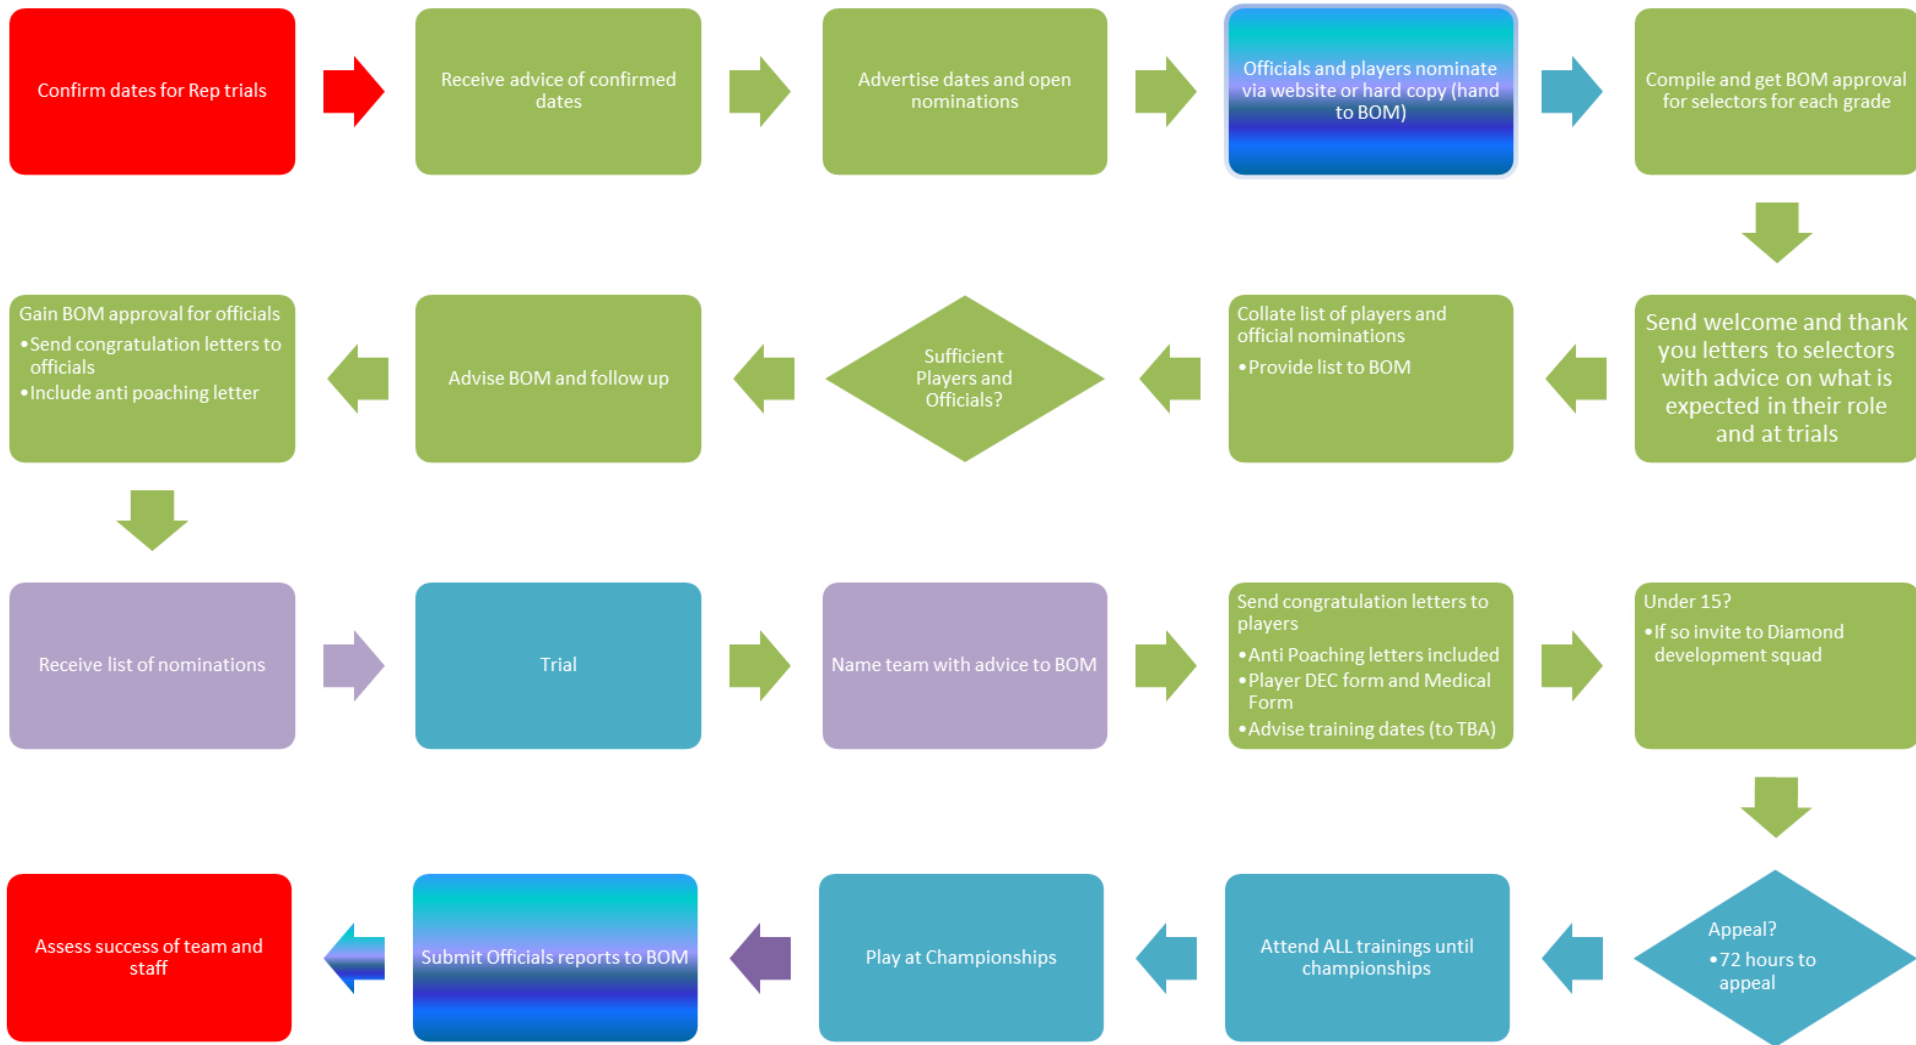 Confirm dates for Rep trials
Receive advice of confirmed
dates
Advertise dates and open
nominations
Officials and players nominate
via website or hard copy (hand
to BOM)
Compile and get BOM approval
for selectors for each grade
Send welcome and thank
you letters to selectors
with advice on what is
expected in their role
and at trials
Collate list of players and
official nominations
•Provide list to BOM
Sufficient
Players and
Officials?
Advise BOM and follow up
Gain BOM approval for officials
•Send congratulation letters to
officials
•Include anti poaching letter
Receive list of nominations
Trial
Name team with advice to BOM
Send congratulation letters to
players
•Anti Poaching letters included
•Player DEC form and Medical
Form
•Advise training dates (to TBA)
Under 15?
•If so invite to Diamond
development squad
Appeal?
•72 hours to
appeal
Attend ALL trainings until
championships
Play at Championships
Submit Officials reports to BOM
Assess success of team and
staff